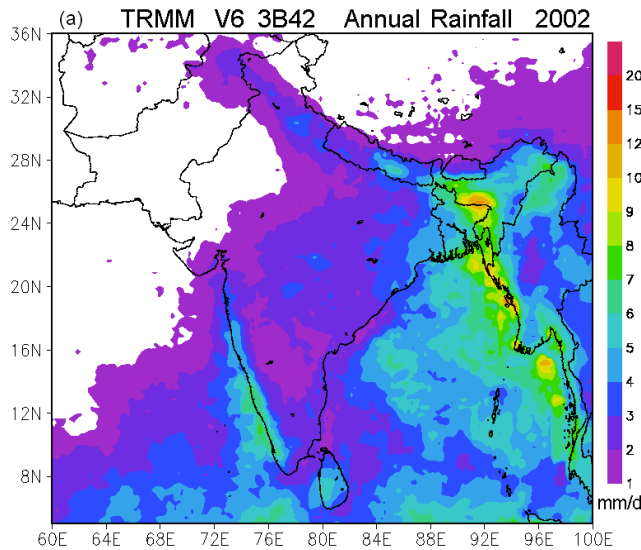 (a) TRMM V6 3B42 Annual Rainfall 2002
36N
32N
28N
24N
20N
16N
12N
8N
60E 64E 68E 72E 76E 80E 84E 88E 92E 96E 100E
20
15
10
9
8
7
6
5
4
3
2
1
mm/d